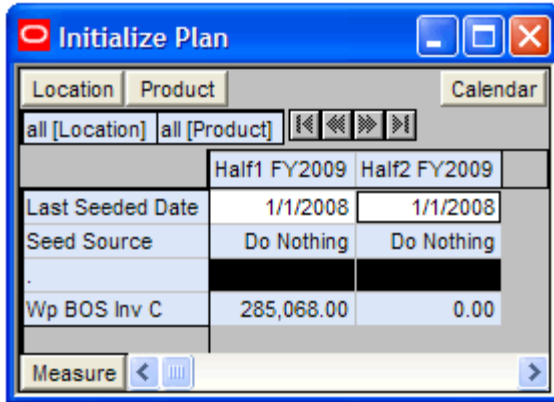 Initialize Plan
Location Product Calendar
all [Location] all [Product]
Half1 FY2009 Half2 FY2009
Last Seeded Date 1/1/2008 1/1/2008
Seed Source Do Nothing Do Nothing
.
Wp BOS Inv C 285,068.00 0.00
Measure